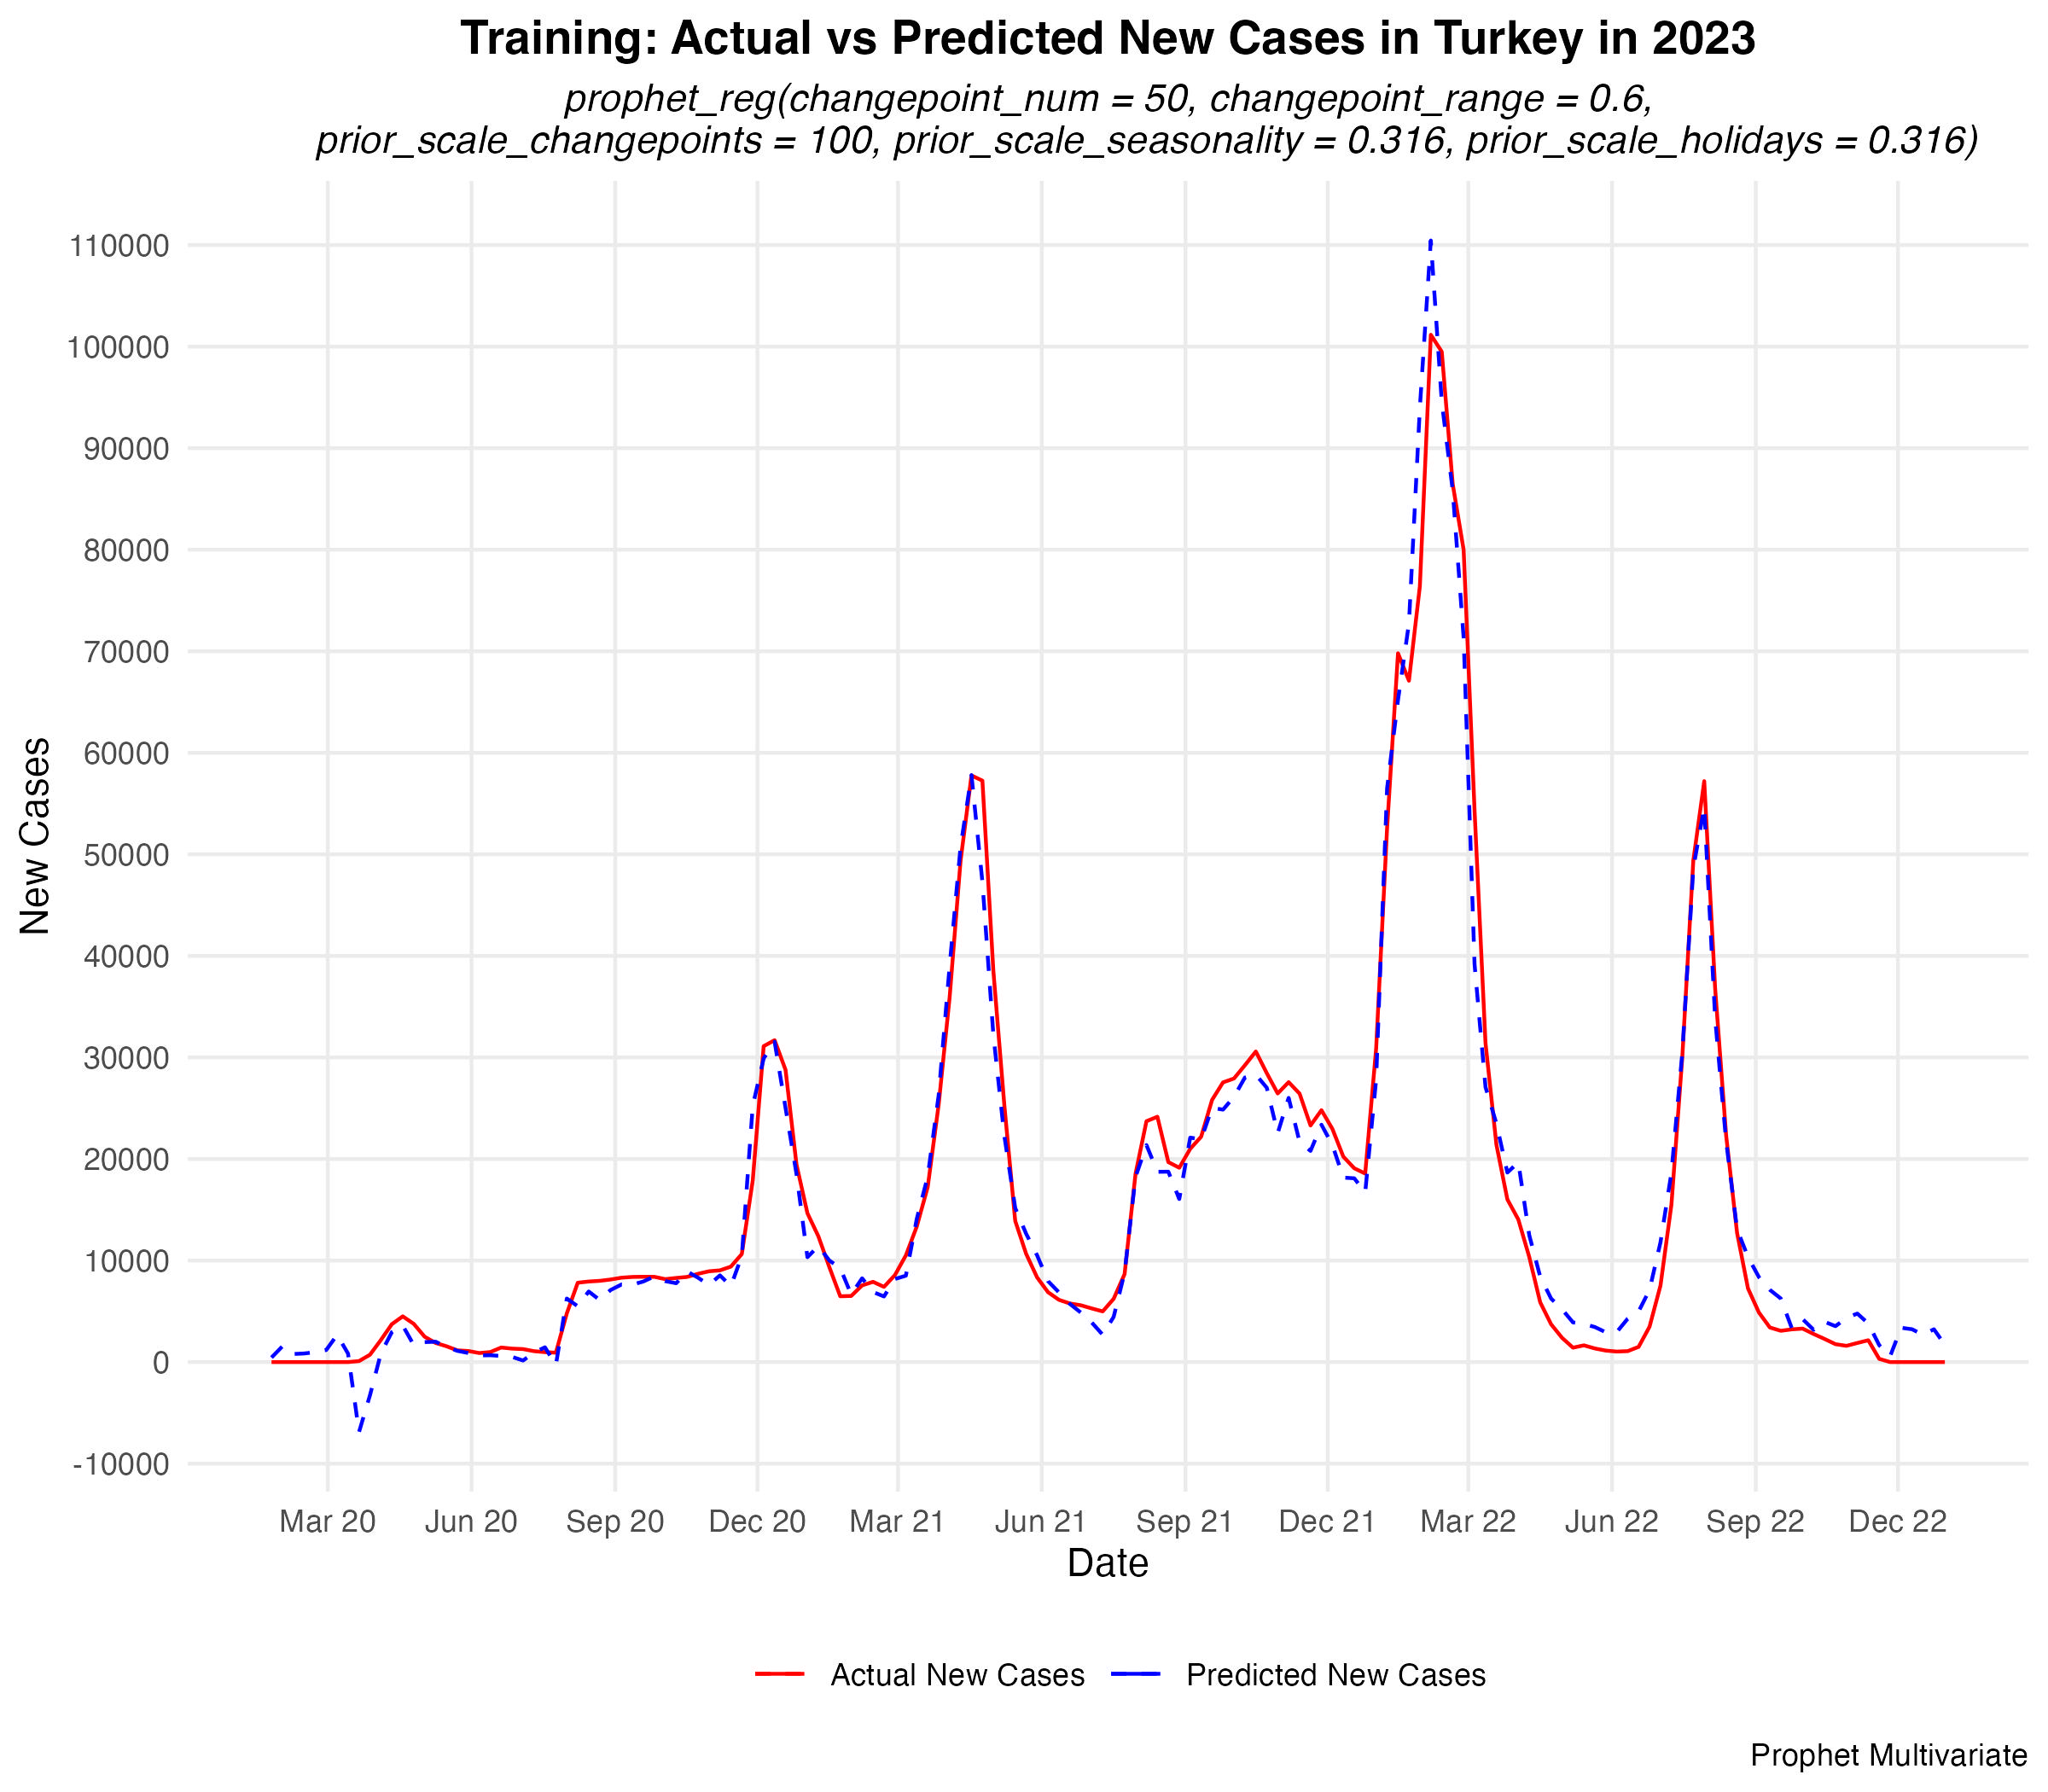 Training: Actual vs Predicted New Cases in Turkey in 2023
prophet_reg(changepoint_num = 50, changepoint_range = 0.6,
prior_scale_changepoints = 100, prior_scale_seasonality = 0.316, prior_scale_holidays = 0.316)
New Cases
110000
100000
90000
80000
70000
60000
50000
40000
30000
20000
10000
0
-10000
Mar 20 Jun 20 Sep 20 Dec 20 Mar 21 Jun 21 Sep 21 Dec 21 Mar 22 Jun 22 Sep 22 Dec 22
Date
Actual New Cases Predicted New Cases
Prophet Multivariate